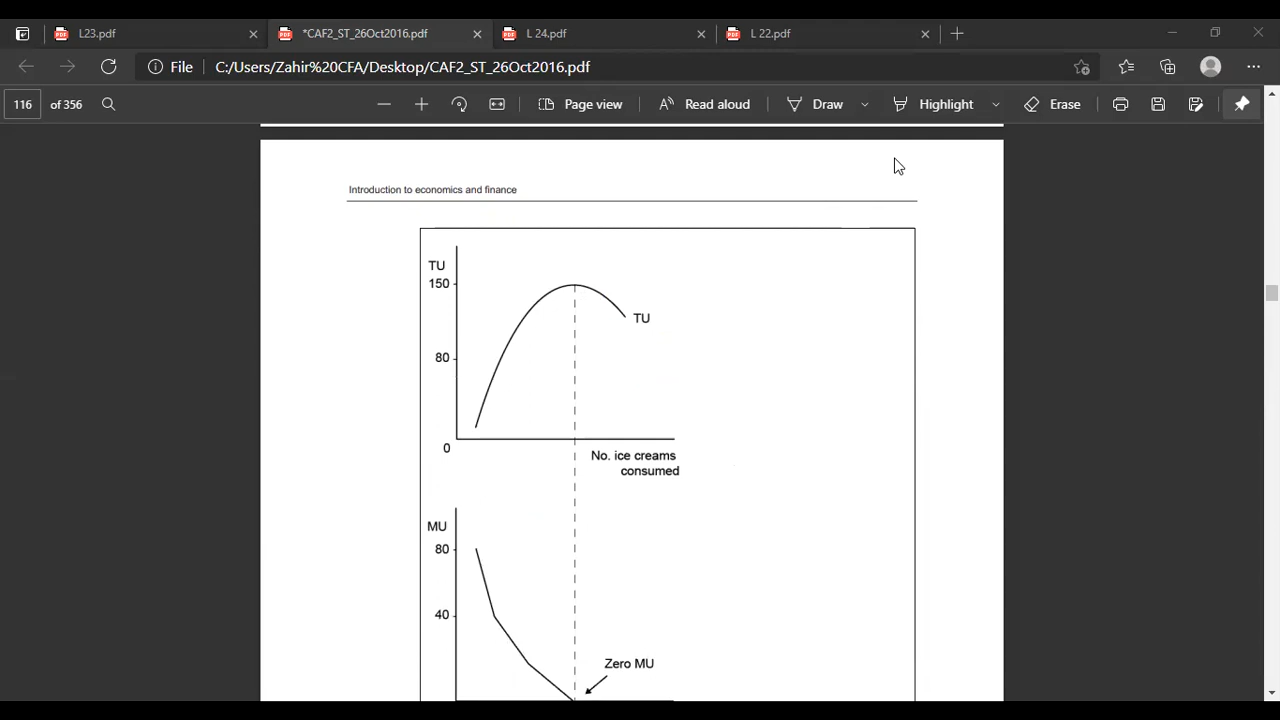 L23.pdf
*CAF2_ST_26Oct2016.pdf
L 24.pdf
L 22.pdf
File
C:/Users/Zahir%20CFA/Desktop/CAF2_ST_26Oct2016.pdf
116 of 356
Page view
Read aloud
Draw
Highlight
Erase
Introduction to economics and finance
TU
150
TU
80
0
No. ice creams
consumed
MU
80
40
Zero MU